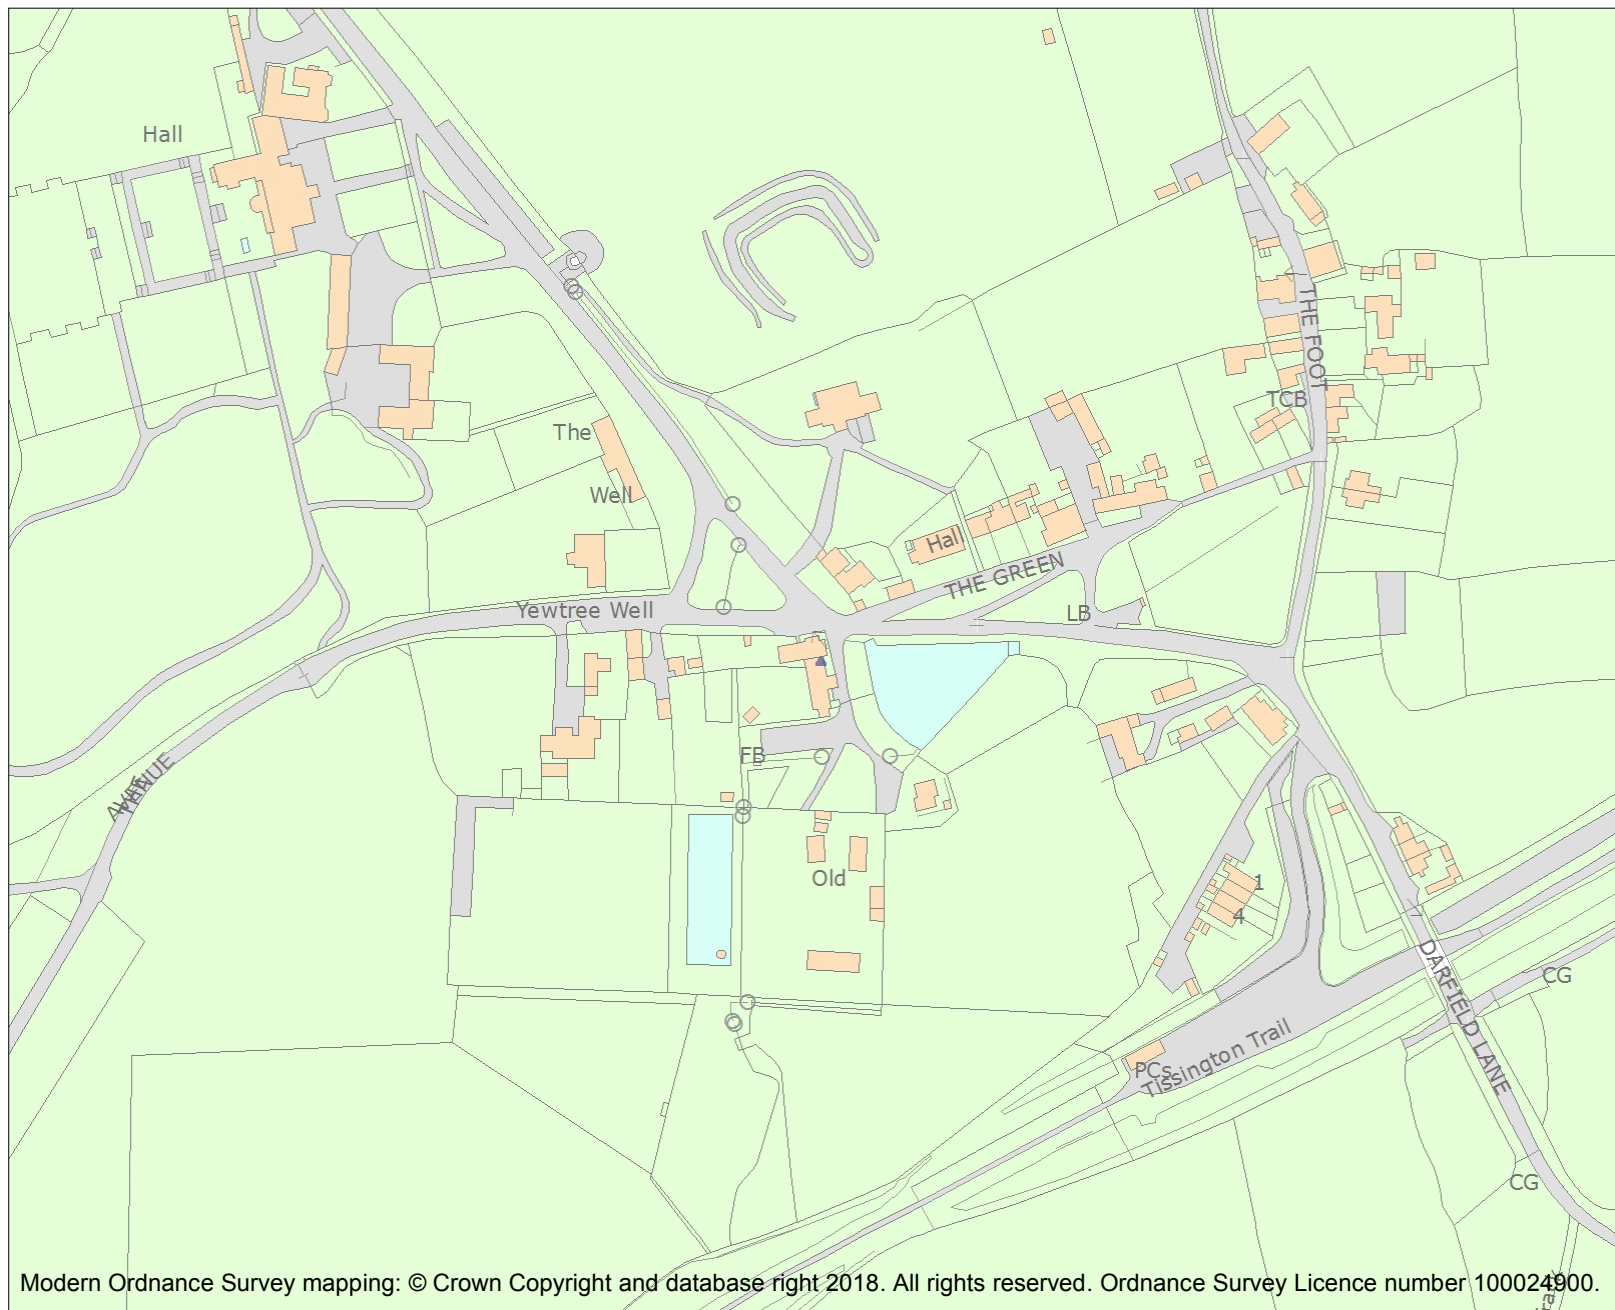 Hall
THE FOOT
TCB
The
Well
Hall
THE GREEN
LB
Yewtree Well
FB
AVENUE
Old
1
4
DARFIELD LANE
CG
Tissington Trail
PCs
CG
Modern Ordnance Survey mapping: © Crown Copyright and database right 2018. All rights reserved. Ordnance Survey Licence number 100024900.